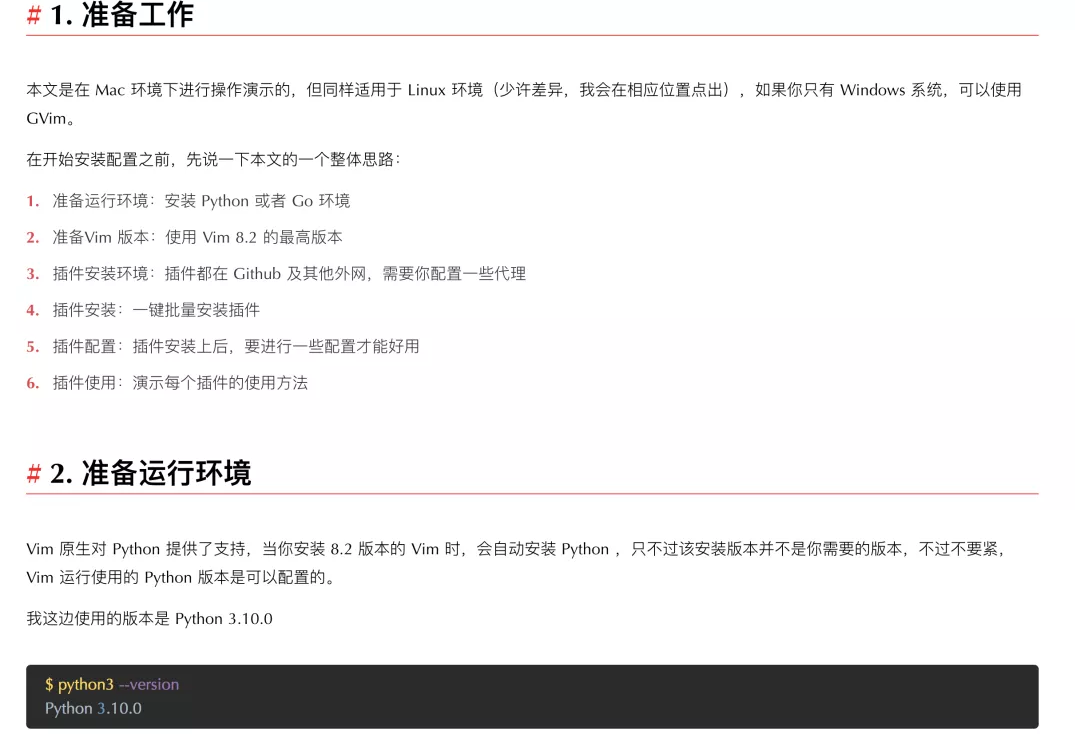 # 1. 准备工作
本文是在 Mac 环境下进行操作演示的，但同样适用于 Linux 环境（少许差异，我会在相应位置点出），如果你只有 Windows 系统，可以使用
GVim。
在开始安装配置之前，先说一下本文的一个整体思路：
1. 准备运行环境：安装 Python 或者 Go 环境
2. 准备Vim 版本：使用 Vim 8.2 的最高版本
3. 插件安装环境：插件都在 Github 及其他外网，需要你配置一些代理
4. 插件安装：一键批量安装插件
5. 插件配置：插件安装上后，要进行一些配置才能好用
6. 插件使用：演示每个插件的使用方法
# 2. 准备运行环境
Vim 原生对 Python 提供了支持，当你安装 8.2 版本的 Vim 时，会自动安装 Python ，只不过该安装版本并不是你需要的版本，不过不要紧，
Vim 运行使用的 Python 版本是可以配置的。
我这边使用的版本是 Python 3.10.0
$ python3 --version
Python 3.10.0